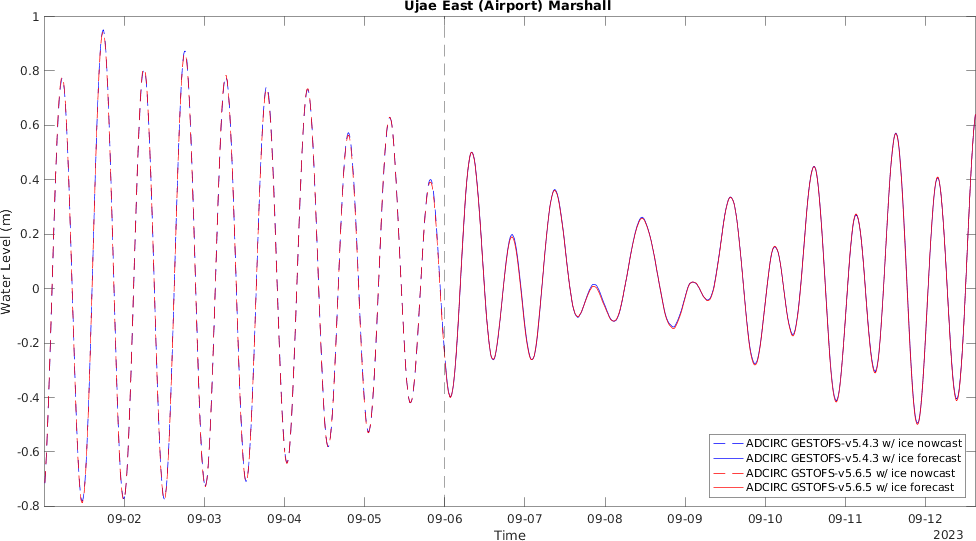 Ujae East (Airport) Marshall
Water Level (m)
1
0.8
0.6
0.4
0.2
0
-0.2
-0.4
-0.6
-0.8
ADCIRC GESTOFS-v5.4.3 w/ ice nowcast
ADCIRC GESTOFS-v5.4.3 w/ ice forecast
ADCIRC GSTOFS-v5.6.5 w/ ice nowcast
ADCIRC GSTOFS-v5.6.5 w/ ice forecast
09-02 09-03 09-04 09-05 09-06 09-07 09-08 09-09 09-10 09-11 09-12
Time
2023